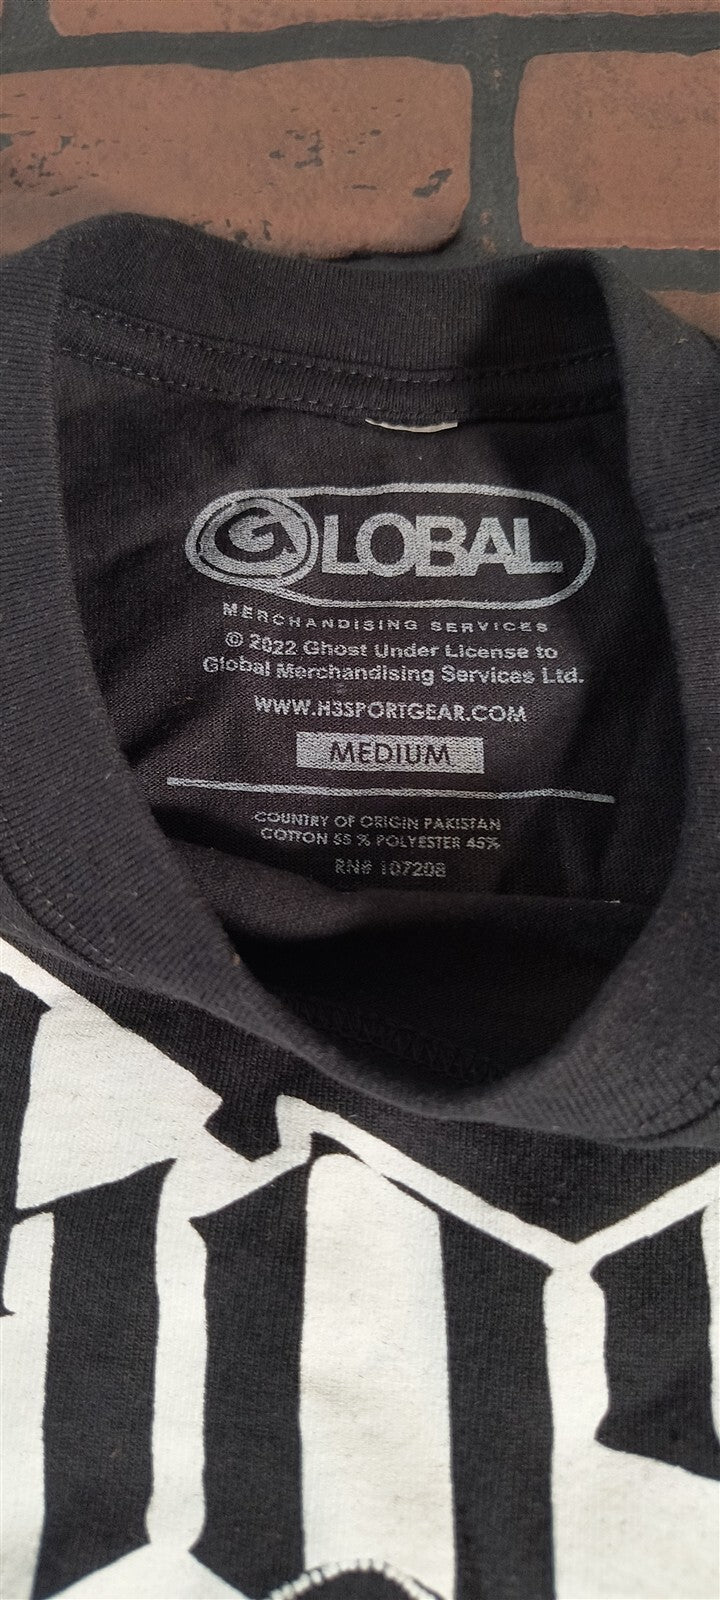 GLOBAL
MERCHANDISING SERVICES
© 2022 Ghost Under License to
Global Merchandising Services Ltd.
WWW.H3SPORTGEAR.COM
MEDIUM
COUNTRY OF ORIGIN PAKISTAN
COTTON 55 % POLYESTER 45%
RN# 107208